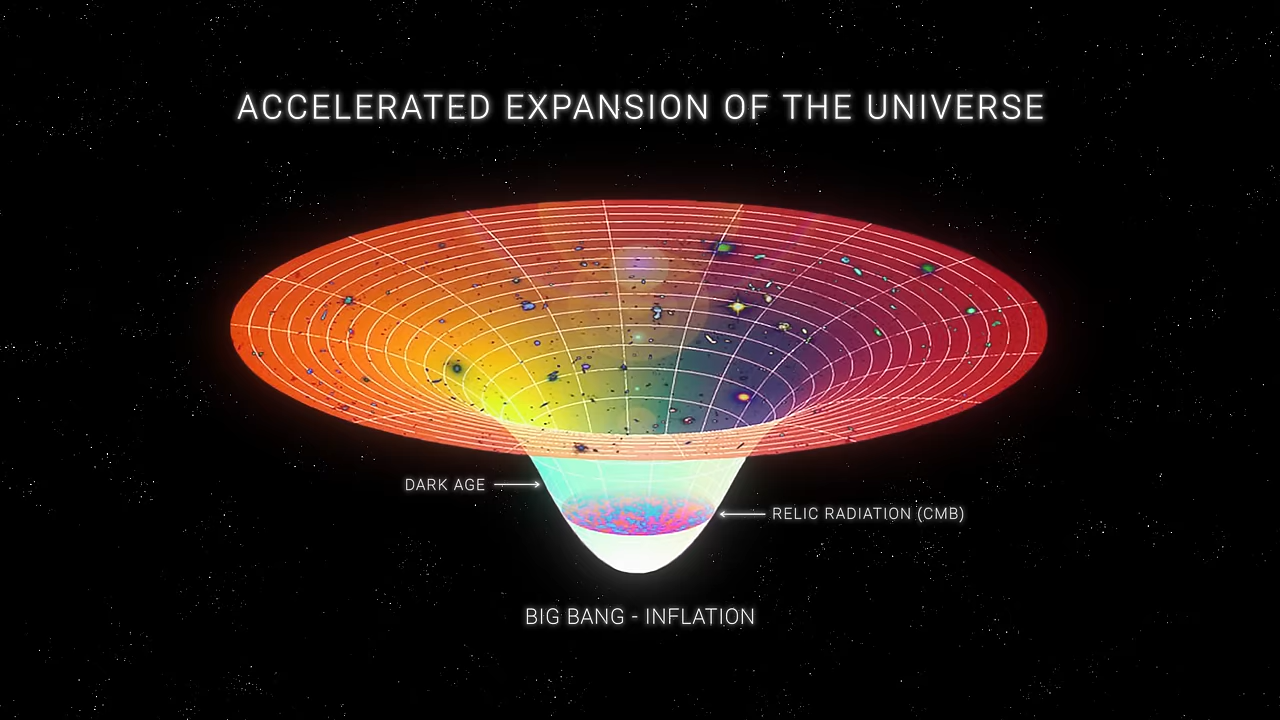 ACCELERATED EXPANSION OF THE UNIVERSE
DARK AGE
RELIC RADIATION (CMB)
BIG BANG - INFLATION